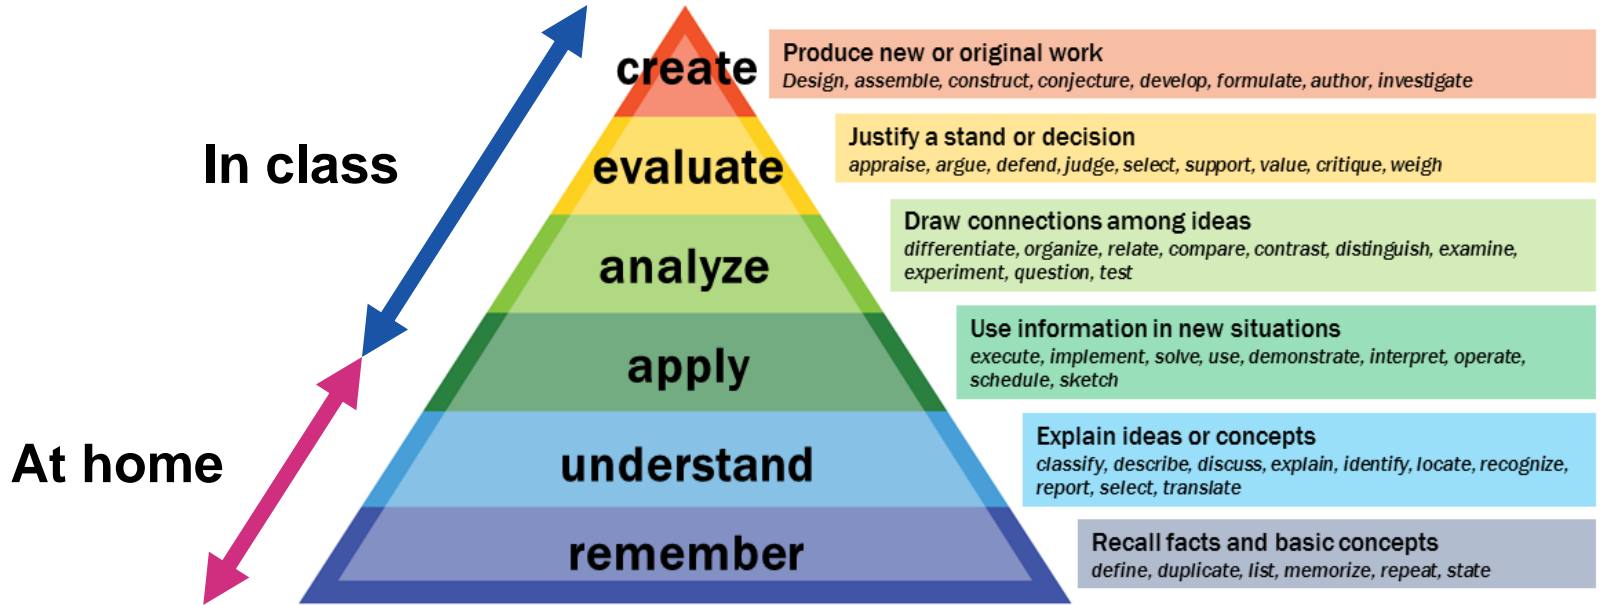 In class
At home
create
Produce new or original work
Design, assemble, construct, conjecture, develop, formulate, author, investigate
evaluate
Justify a stand or decision
appraise, argue, defend, judge, select, support, value, critique, weigh
analyze
Draw connections among ideas
differentiate, organize, relate, compare, contrast, distinguish, examine,
experiment, question, test
apply
Use information in new situations
execute, implement, solve, use, demonstrate, interpret, operate,
schedule, sketch
understand
Explain ideas or concepts
classify, describe, discuss, explain, identify, locate, recognize,
report, select, translate
remember
Recall facts and basic concepts
define, duplicate, list, memorize, repeat, state